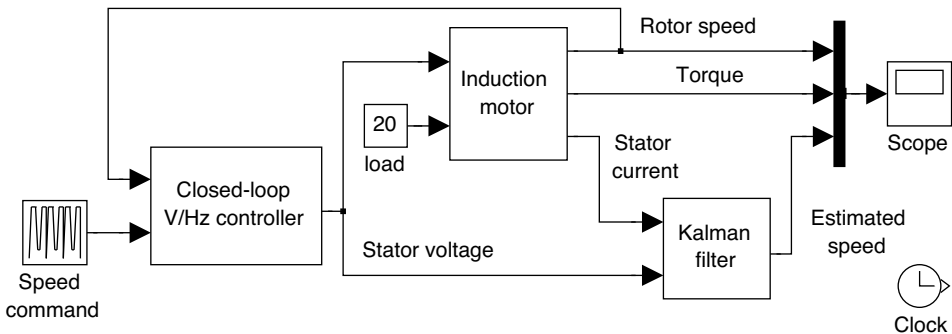 Rotor speed
Induction
motor
Torque
20
load
Scope
Stator
current
Closed-loop
V/Hz controller
Kalman
filter
Estimated
speed
Stator voltage
Speed
command
Clock